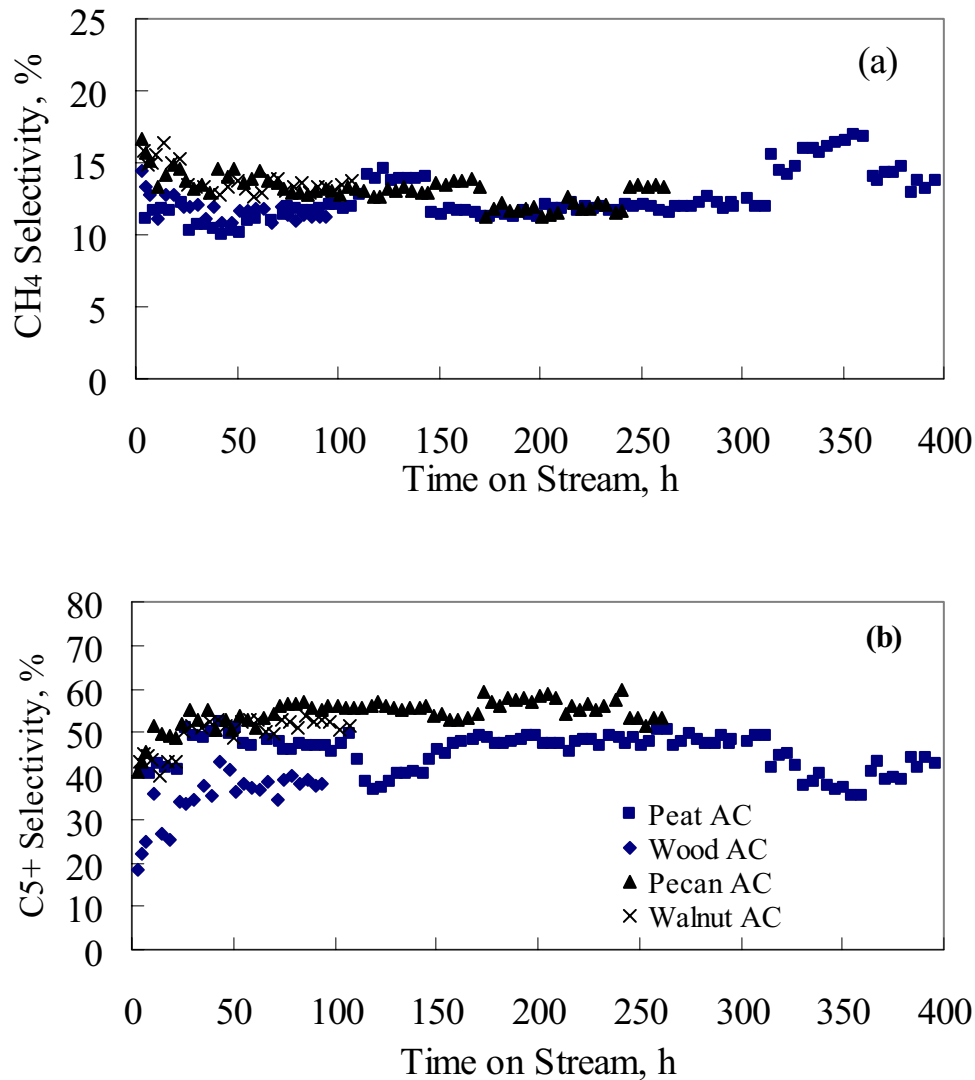 (a)
CH4 Selectivity, %
25
20
15
10
5
0
0 50 100 150 200 250 300 350 400
Time on Stream, h
(b)
C5+ Selectivity, %
80
70
60
50
40
30
20
10
0
Peat AC
Wood AC
Pecan AC
Walnut AC
0 50 100 150 200 250 300 350 400
Time on Stream, h